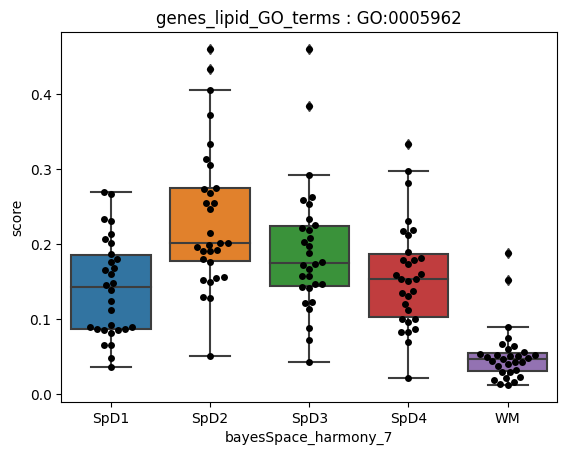 genes_lipid_GO_terms : GO:0005962
score
0.4
0.3
0.2
0.1
0.0
SpD1 SpD2 SpD3 SpD4 WM
bayesSpace_harmony_7